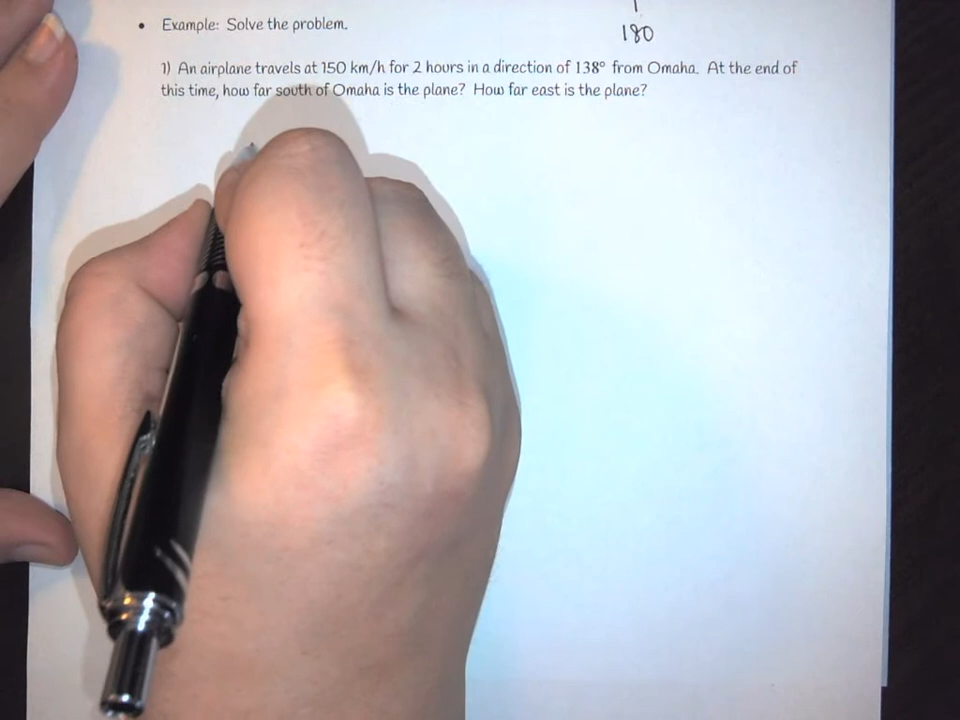 180
• Example: Solve the problem.
1) An airplane travels at 150 km/h for 2 hours in a direction of 138° from Omaha. At the end of
this time, how far south of Omaha is the plane? How far east is the plane?